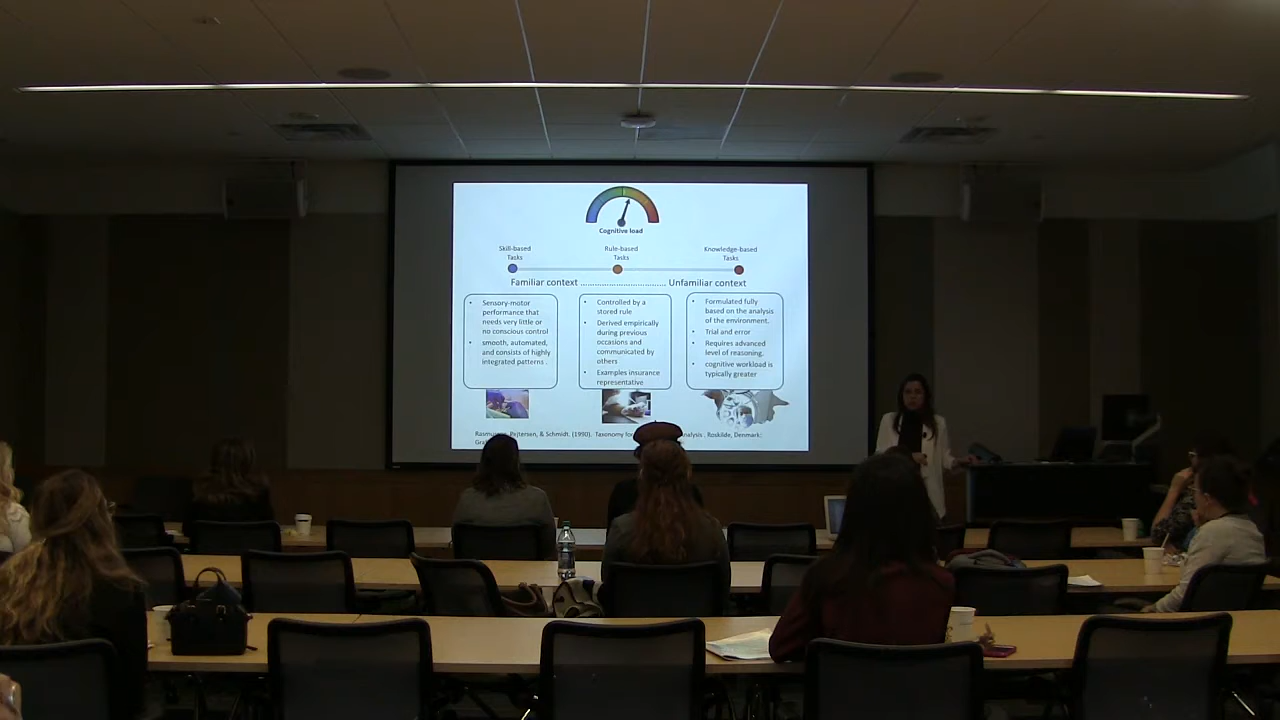 Cognitive load
Skill-based
Tasks
Rule-based
Tasks
Knowledge-based
Tasks
Familiar context ............................ Unfamiliar context
• Sensory-motor
performance that
needs very little or
no conscious control
• smooth, automated,
and consists of highly
integrated patterns .
• Controlled by a
stored rule
• Derived empirically
during previous
occasions and
communicated by
others
• Examples insurance
representative
• Formulated fully
based on the analysis
of the environment.
• Trial and error
• Requires advanced
level of reasoning.
• cognitive workload is
typically greater
Rasmussen, Pejtersen, & Schmidt. (1990). Taxonomy for analysis . Roskilde, Denmark: